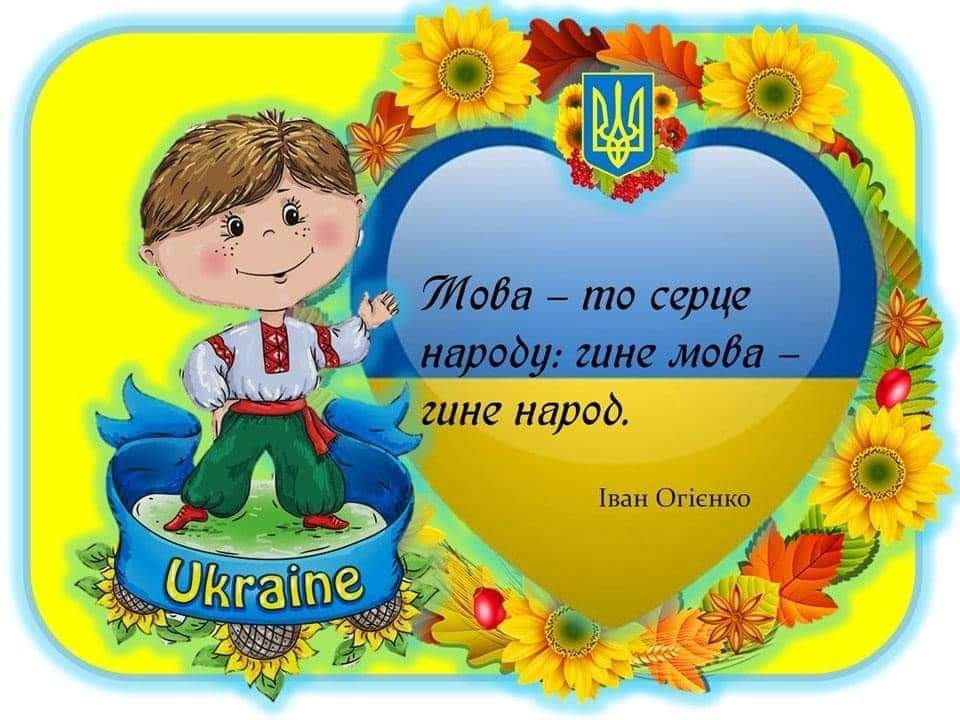 Мова – то серце
народу: гине мова –
гине народ.
Іван Огієнко
Ukraine